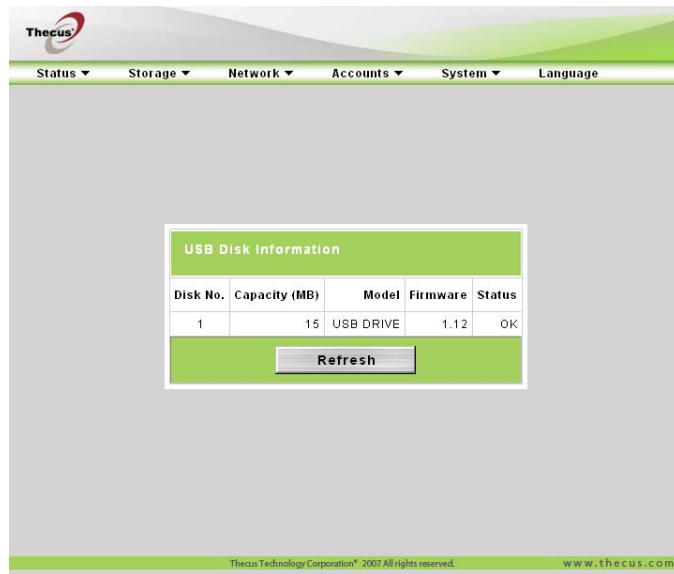 Thecus
Status Storage Network Accounts System Language
USB Disk Information
Disk No. Capacity (MB) Model Firmware Status
1 15 USB DRIVE 1.12 OK
Refresh
Thecus Technology Corporation® 2007 All rights reserved. www.thecus.com